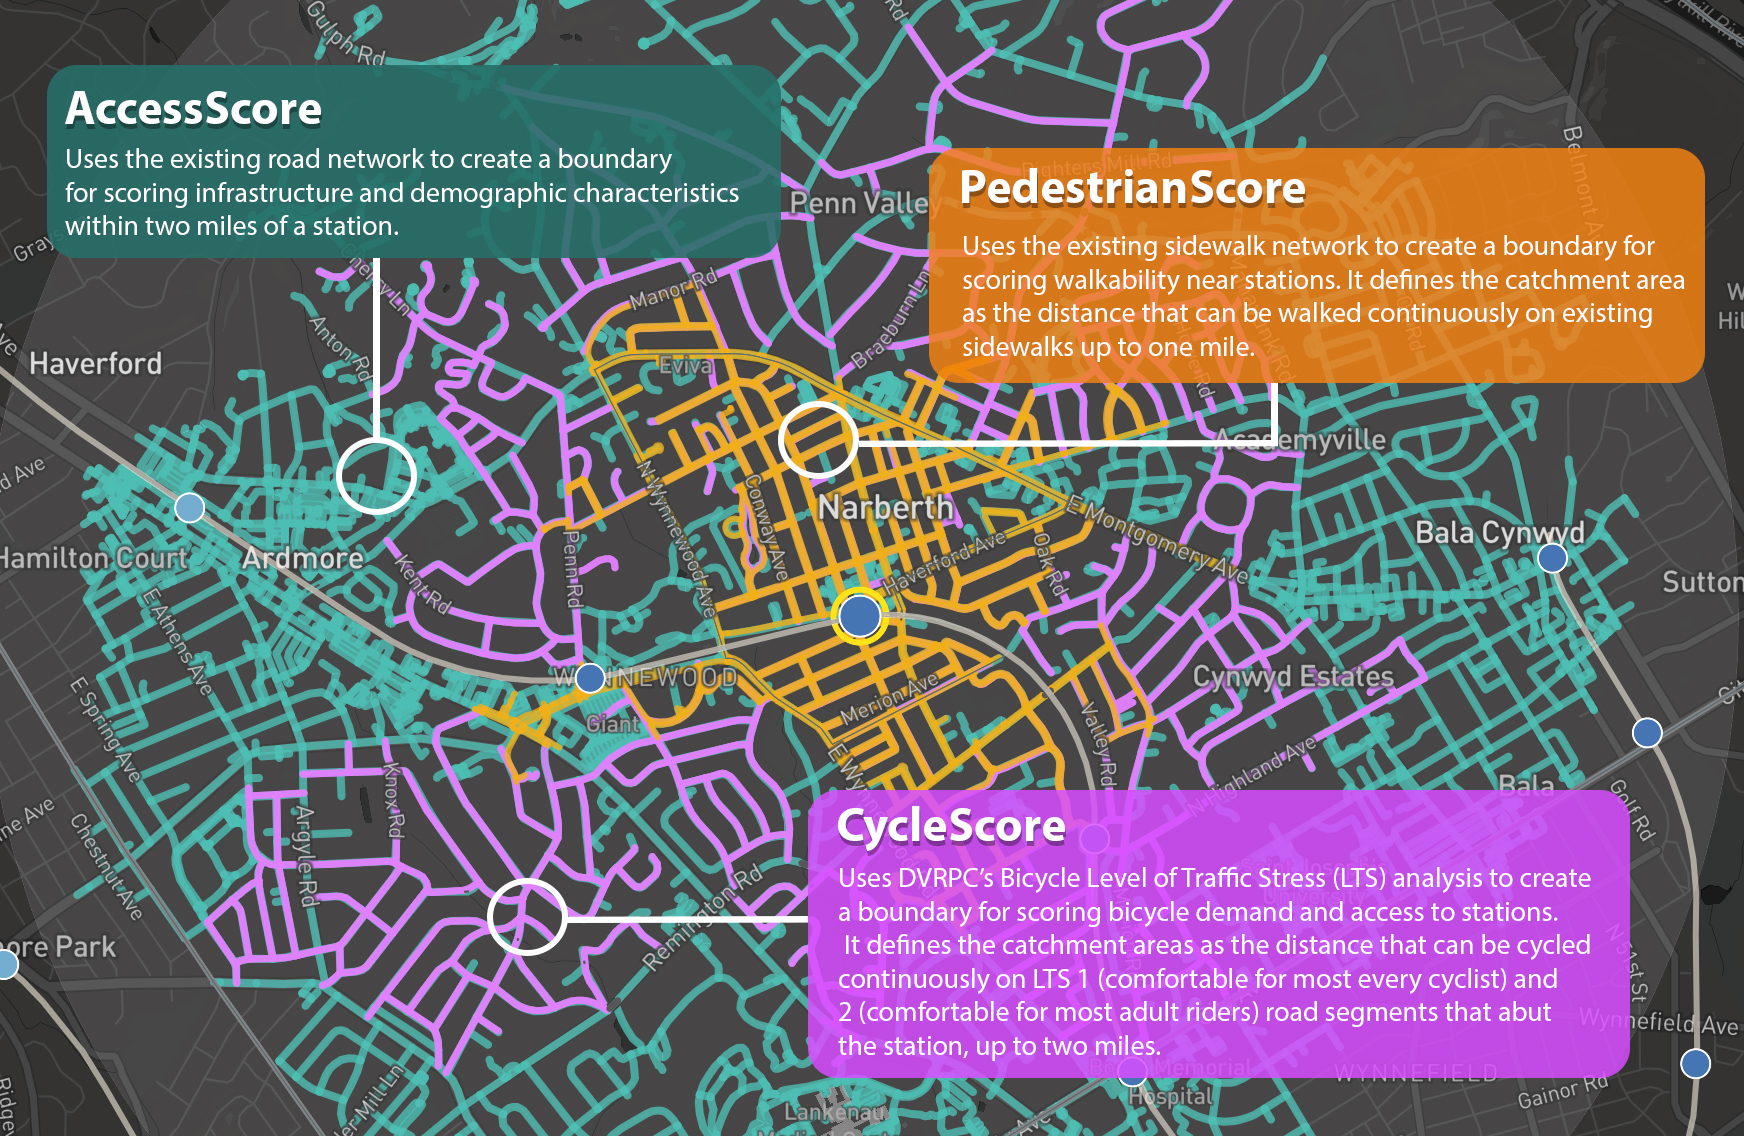 Gulph Rd
AccessScore
Uses the existing road network to create a boundary
for scoring infrastructure and demographic characteristics
within two miles of a station.
Penn Valley
Righters Mill Rd
Belmont
PedestrianScore
Uses the existing sidewalk network to create a boundary for
scoring walkability near stations. It defines the catchment area
as the distance that can be walked continuously on existing
sidewalks up to one mile.
Cherry Ln
Manor Rd
Braeburn Ln
Anton Rd
Haverford
Eviva
Academyville
N Wynnewood Ave
Conway Ave
Narberth
E Montgomery Ave
Bala Cynwyd
Hamilton Court
Ardmore
Haverford Ave
Oak Rd
Penn Rd
Kent Rd
Sutton
E Athens Ave
WYNNEWOOD
Cynwyd Estates
Merion Ave
E Spring Ave
Giant
Valley Rd
N Highland Ave
Bala
Knox Rd
Argyle Rd
Golf Rd
Chestnut Ave
CycleScore
Uses DVRPC's Bicycle Level of Traffic Stress (LTS) analysis to create
a boundary for scoring bicycle demand and access to stations.
It defines the catchment areas as the distance that can be cycled
continuously on LTS 1 (comfortable for most every cyclist) and
2 (comfortable for most adult riders) road segments that abut
the station, up to two miles.
Remington Rd
ore Park
N 51st St
Wynnefield Ave
Memorial
Hospital
WYNNEFIELD
Gainor Rd
er Mill Ln
Lankenau
Ave
Ridge